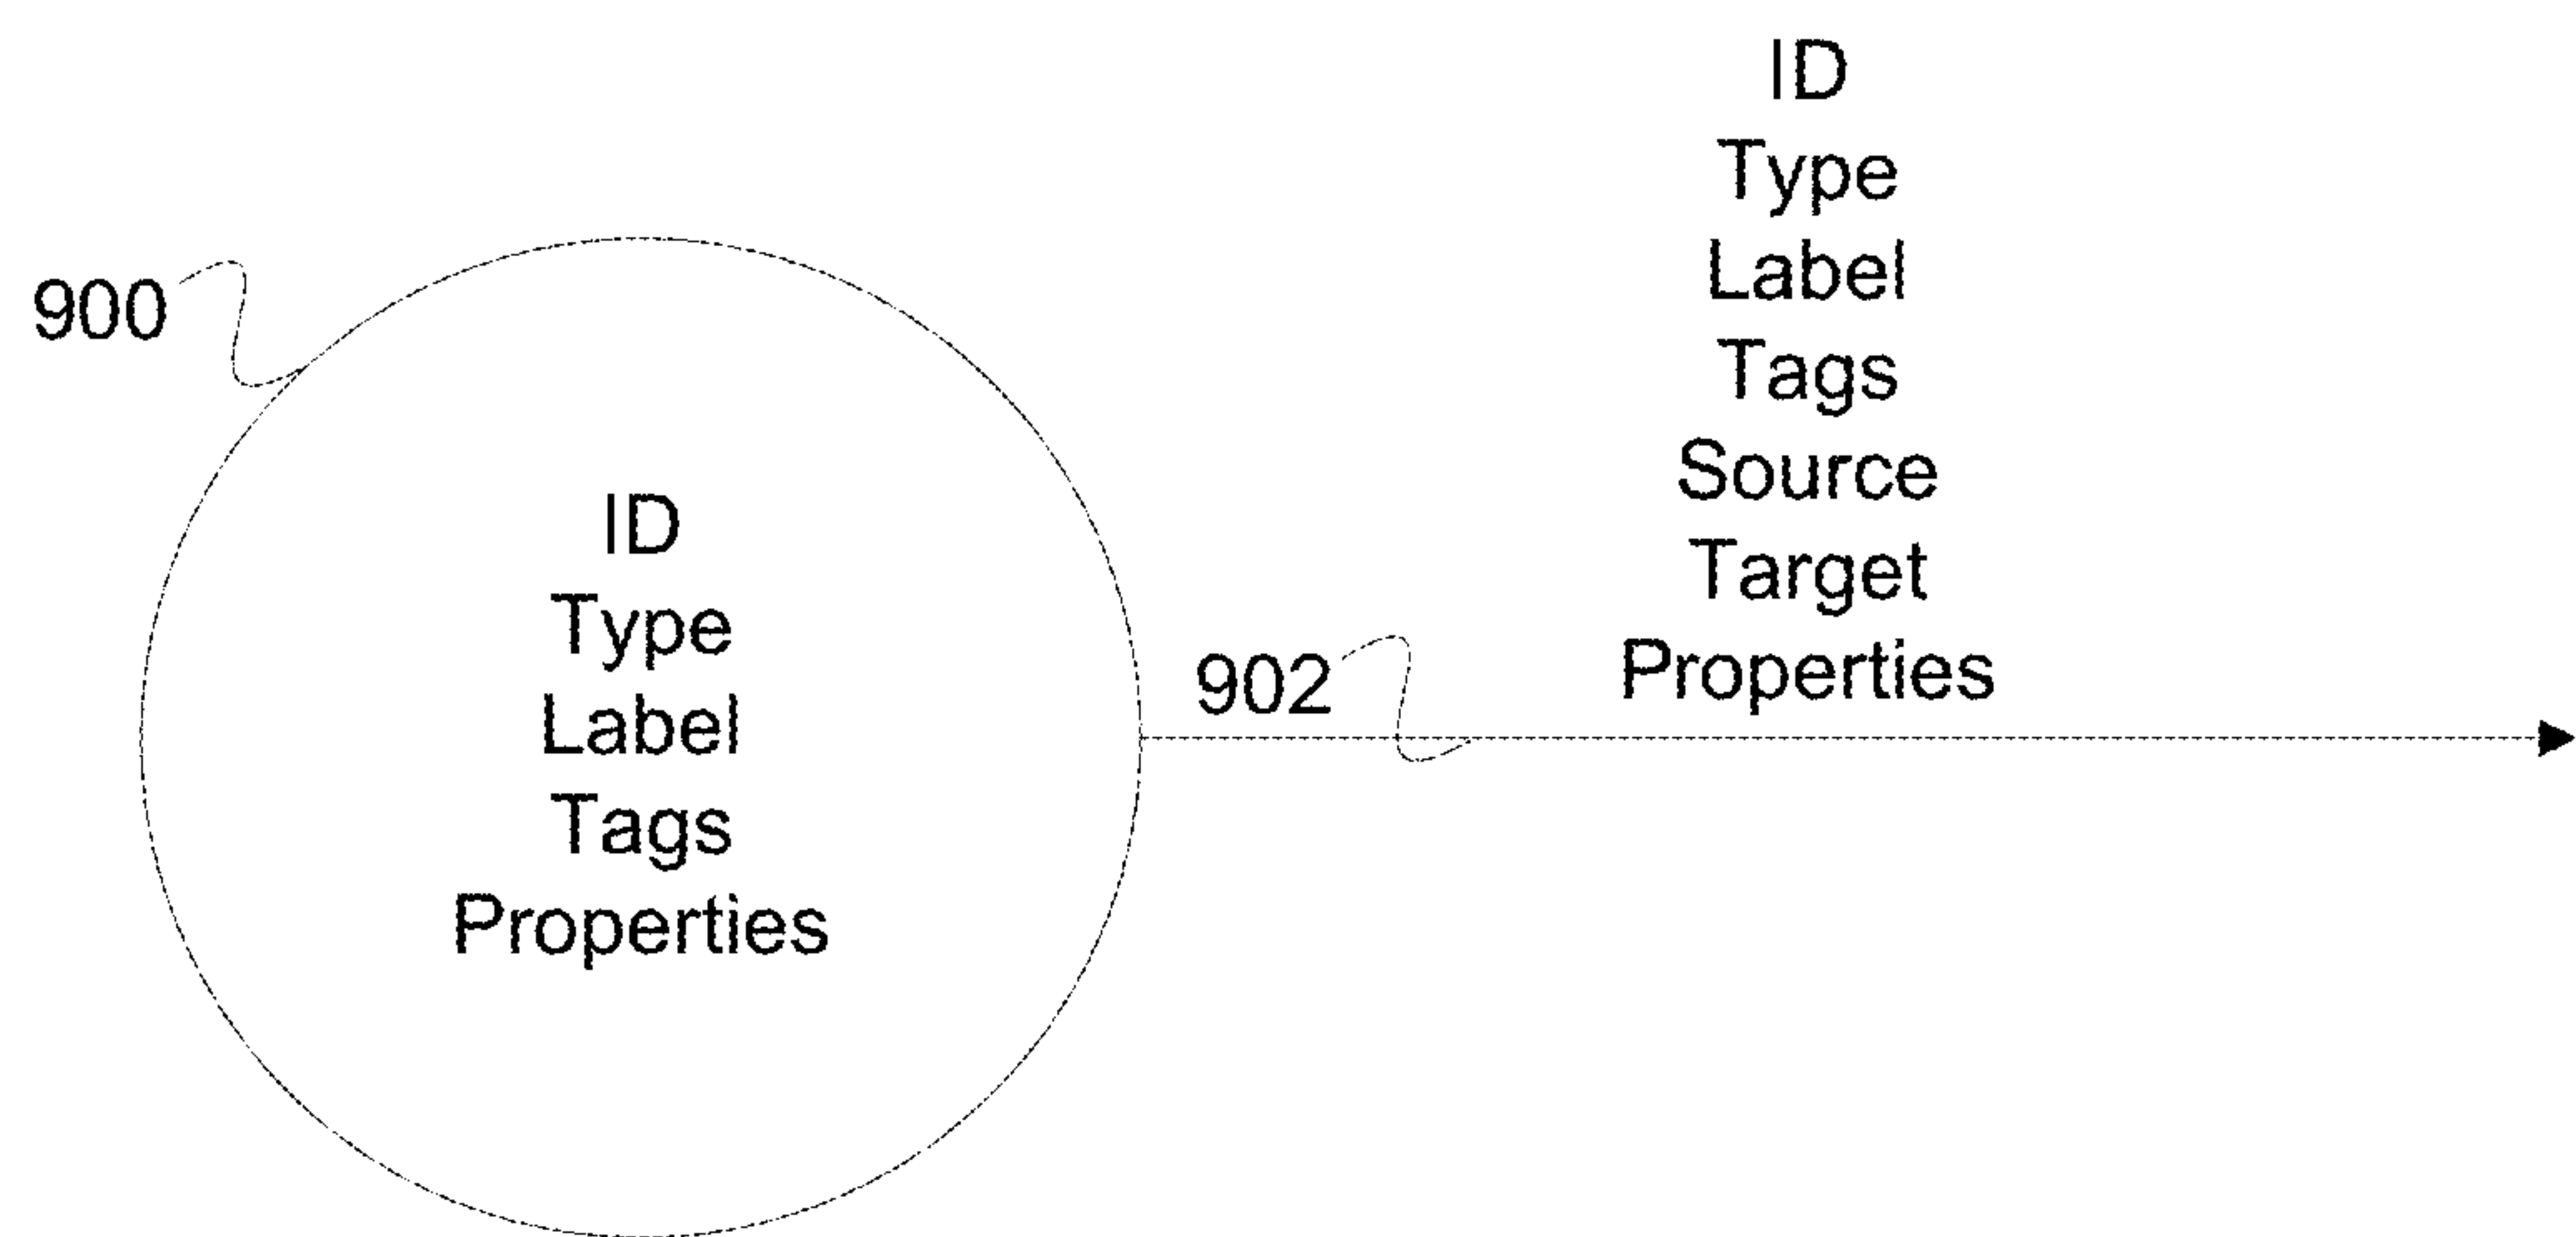 900
ID
Type
Label
Tags
Properties
902
ID
Type
Label
Tags
Source
Target
Properties